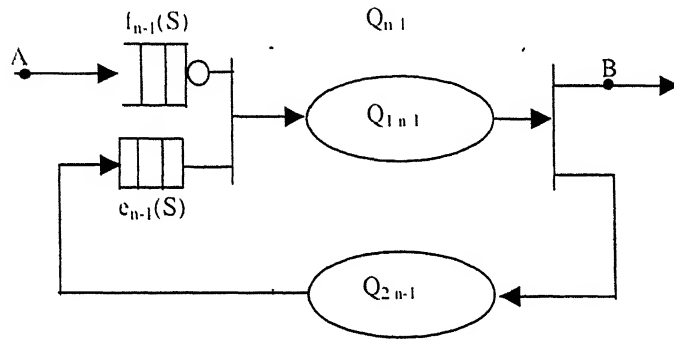 f_{n-1}(S)
Q_{n-1}
A
B
Q_{1 n-1}
e_{n-1}(S)
Q_{2 n-1}